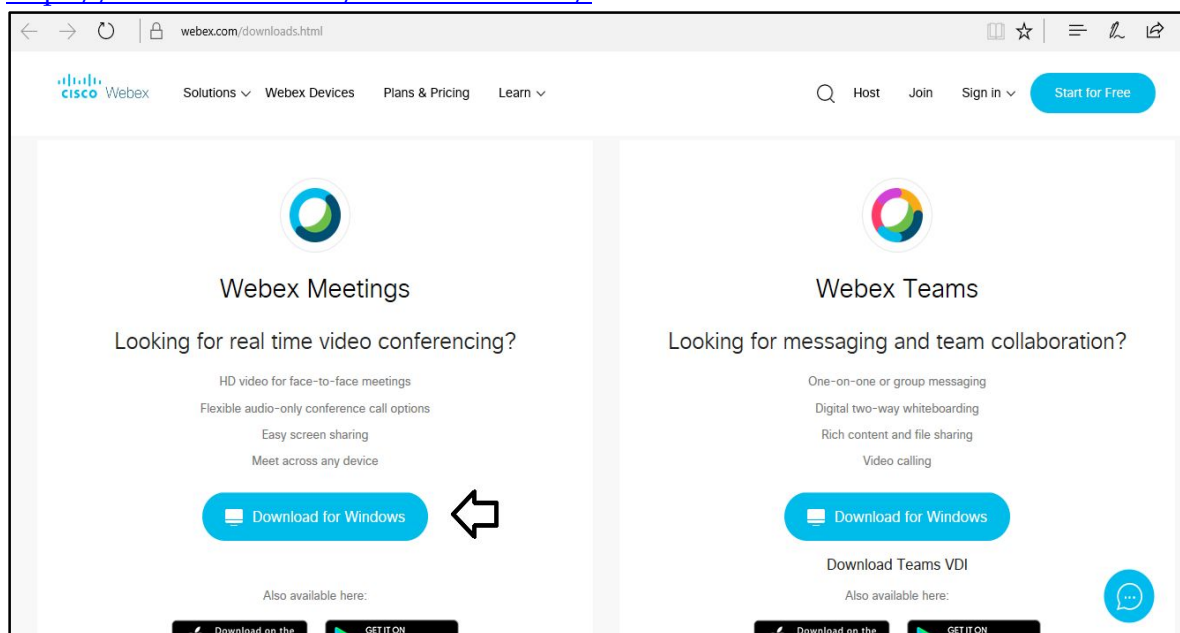 webex.com/downloads.html
cisco Webex Solutions Webex Devices Plans & Pricing Learn Host Join Sign in Start for Free
Webex Meetings
Looking for real time video conferencing?
HD video for face-to-face meetings
Flexible audio-only conference call options
Easy screen sharing
Meet across any device
Download for Windows
Also available here:
Download on the
GET IT ON
Webex Teams
Looking for messaging and team collaboration?
One-on-one or group messaging
Digital two-way whiteboarding
Rich content and file sharing
Video calling
Download for Windows
Download Teams VDI
Also available here:
Download on the
GET IT ON